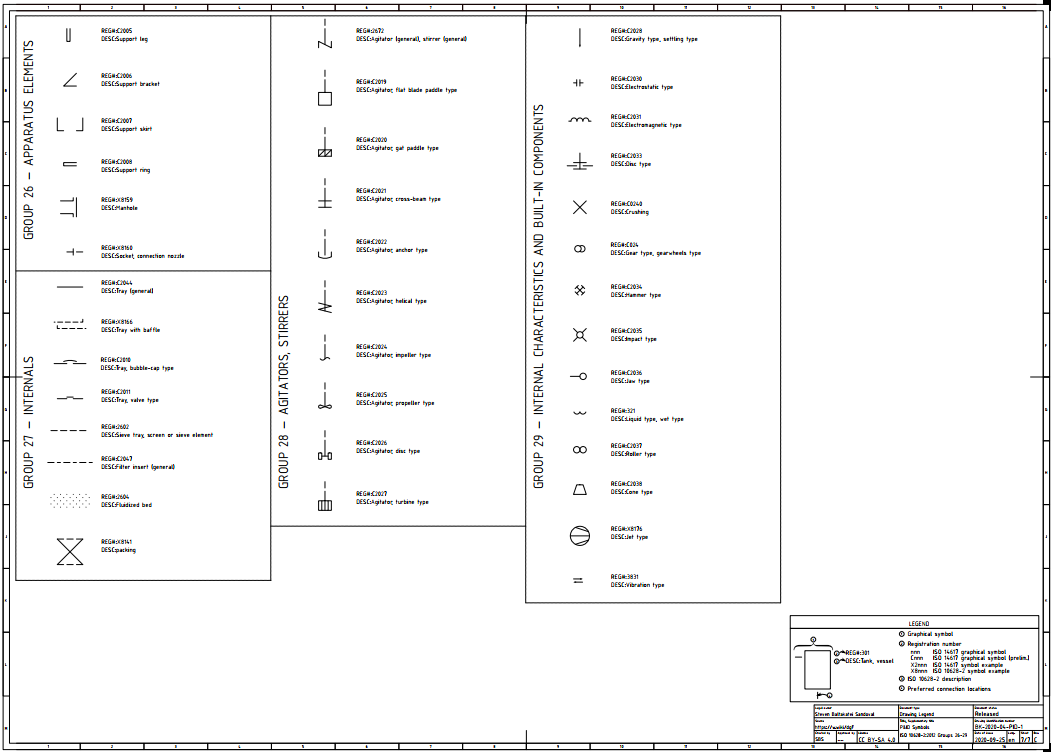 GROUP 26 – APPARATUS ELEMENTS
REG#:C2005
DESC:Support leg
REG#:C2006
DESC:Support bracket
REG#:C2007
DESC:Support skirt
REG#:C2008
DESC:Support ring
REG#:X8159
DESC:Manhole
REG#:X8160
DESC:Socket, connection nozzle
GROUP 27 – INTERNALS
REG#:C2044
DESC:Tray (general)
REG#:X8166
DESC:Tray with baffle
REG#:C2010
DESC:Tray, bubble-cap type
REG#:C2011
DESC:Tray, valve type
REG#:2602
DESC:Sieve tray, screen or sieve element
REG#:C2047
DESC:Filter insert (general)
REG#:2604
DESC:Fluidized bed
REG#:X8141
DESC:packing
GROUP 28 – AGITATORS, STIRRERS
REG#:2672
DESC:Agitator (general), stirrer (general)
REG#:C2019
DESC:Agitator, flat blade paddle type
REG#:C2020
DESC:Agitator, gat paddle type
REG#:C2021
DESC:Agitator, cross-beam type
REG#:C2022
DESC:Agitator, anchor type
REG#:C2023
DESC:Agitator, helical type
REG#:C2024
DESC:Agitator, impeller type
REG#:C2025
DESC:Agitator, propeller type
REG#:C2026
DESC:Agitator, disc type
REG#:C2027
DESC:Agitator, turbine type
GROUP 29 – INTERNAL CHARACTERISTICS AND BUILT-IN COMPONENTS
REG#:C2028
DESC:Gravity type, settling type
REG#:C2030
DESC:Electrostatic type
REG#:C2031
DESC:Electromagnetic type
REG#:C2033
DESC:Disc type
REG#:C0240
DESC:Crushing
REG#:C024
DESC:Gear type, gearwheels type
REG#:C2034
DESC:Hammer type
REG#:C2035
DESC:Impact type
REG#:C2036
DESC:Jaw type
REG#:321
DESC:Liquid type, wet type
REG#:C2037
DESC:Roller type
REG#:C2038
DESC:Cone type
REG#:X8176
DESC:Jet type
REG#:3831
DESC:Vibration type
LEGEND
REG#:301
DESC:Tank, vessel
Graphical symbol
Registration number
nnn ISO 14617 graphical symbol
Cnnn ISO 14617 graphical symbol (prelim.)
X2nnn ISO 14617 symbol example
X8nnn ISO 10628-2 symbol example
ISO 10628-2 description
Preferred connection locations
Steven Baltakatei Sandoval
Drawing Legend
Released
PMD Symbols
BK-2020-04-PID-1
SBS
CC BY-SA 4.0
ISO 10628-2:2012 Groups 26-29
2020-09-25
en
7/7
C